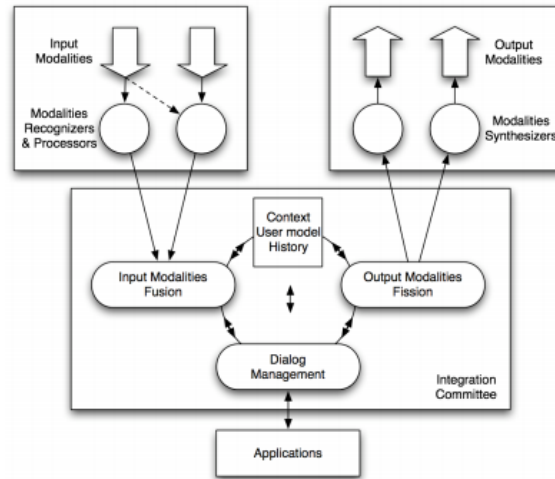 Input
Modalities
Modalities
Recognizers
& Processors
Output
Modalities
Modalities
Synthesizers
Context
User model
History
Input Modalities
Fusion
Output Modalities
Fission
Dialog
Management
Integration
Committee
Applications